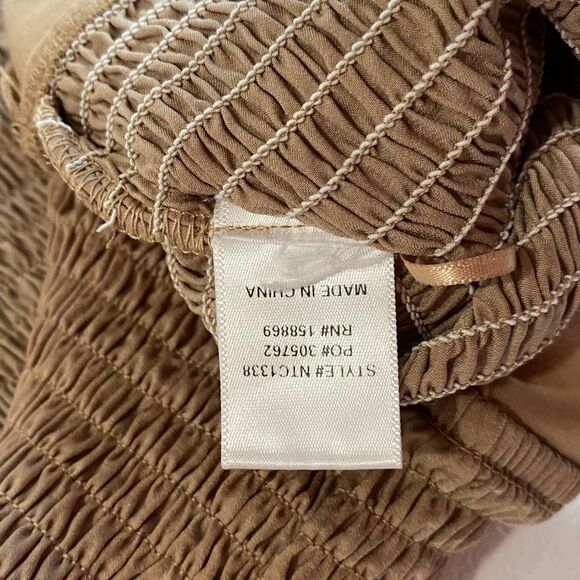 STYLE# NTC1338
PO# 305762
RN# 158869
MADE IN CHINA